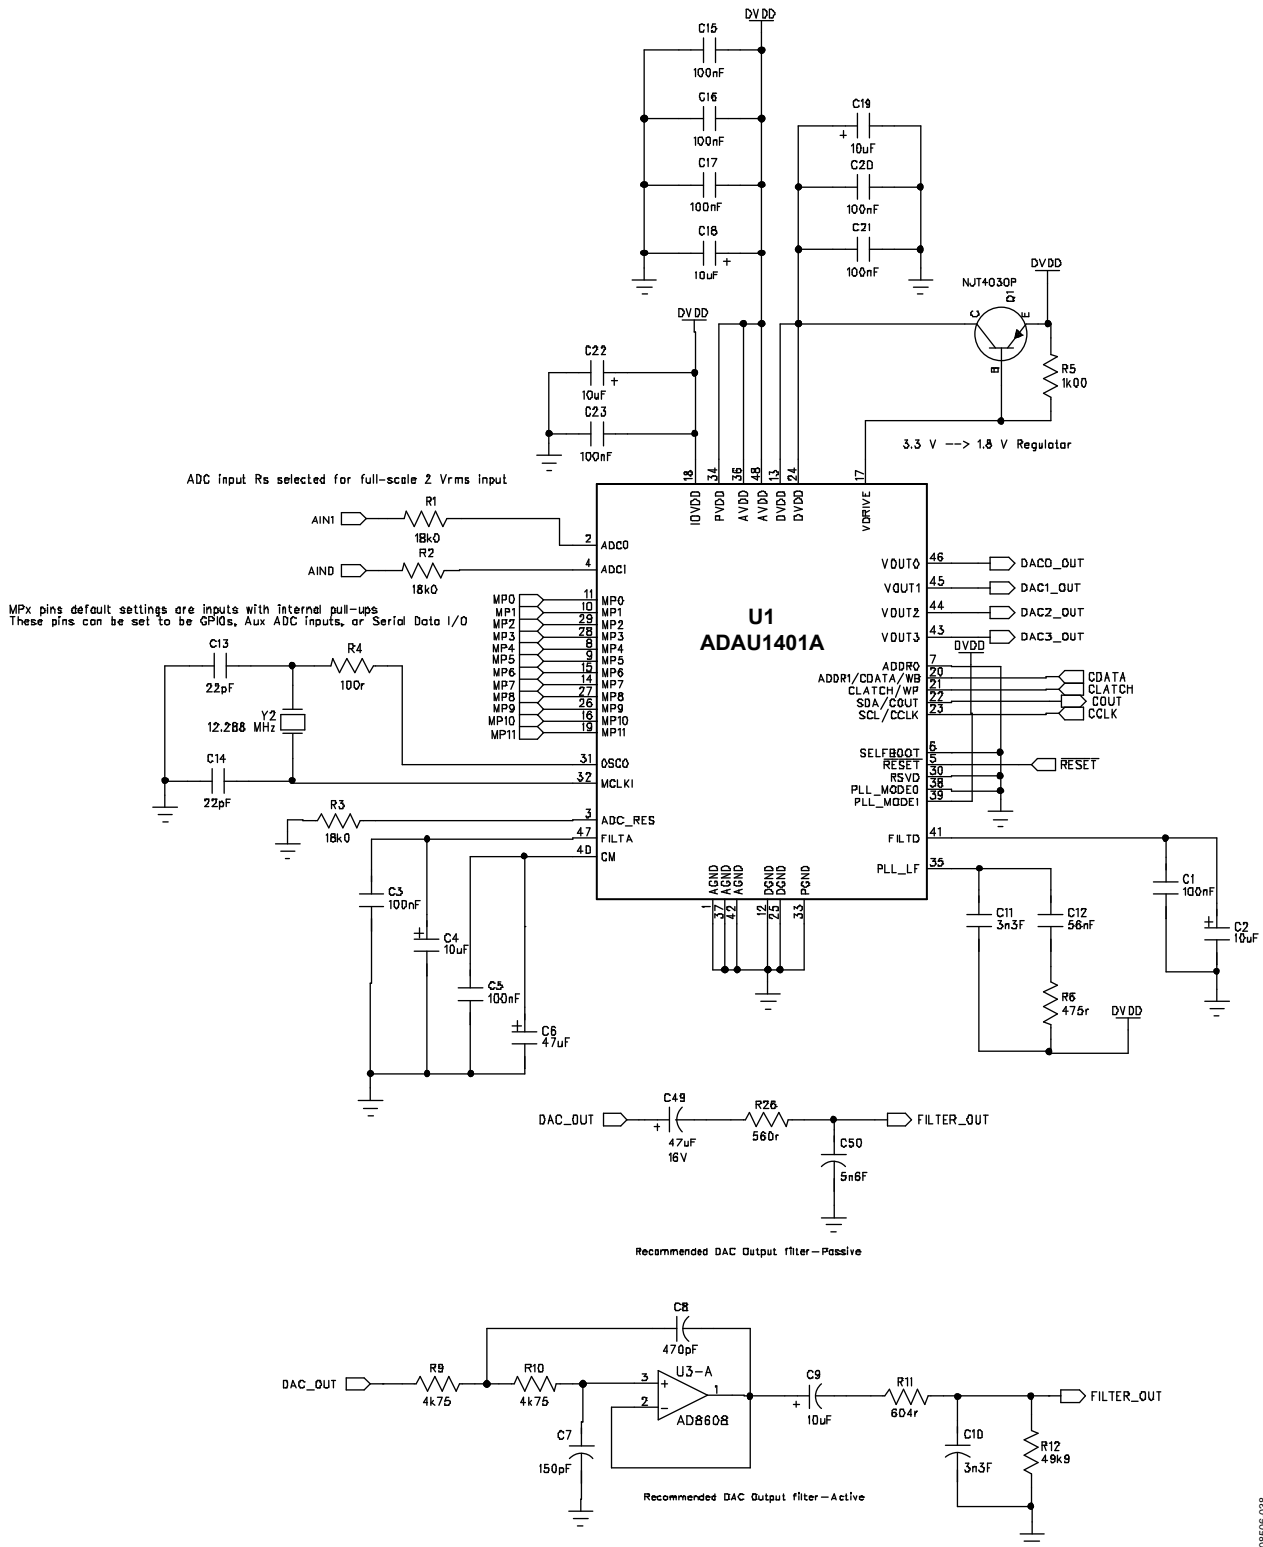 DVDD
C15
100nF
C16
100nF
C17
100nF
C18
10uF
+
C19
+
10uF
C20
100nF
C21
100nF
DVDD
NJT4030P
Q1
C
E
B
R5
1k00
3.3 V --> 1.8 V Regulator
DVDD
C22
10uF
+
C23
100nF
ADC input Rs selected for full-scale 2 Vrms input
AIN1
R1
18k0
AIN0
R2
18k0
MPx pins default settings are inputs with internal pull-ups
These pins can be set to be GPIOs, Aux ADC inputs, or Serial Data I/O
C13
22pF
R4
100r
Y2
12.288 MHz
C14
22pF
R3
18k0
U1
ADAU1401A
18 IOVDD
34 PVDD
36 AVDD
48 AVDD
13 DVDD
24 DVDD
17 VDRIVE
2 ADC0
4 ADC1
MP0 11 MP0
MP1 10 MP1
MP2 29 MP2
MP3 28 MP3
MP4 8 MP4
MP5 9 MP5
MP6 15 MP6
MP7 14 MP7
MP8 27 MP8
MP9 26 MP9
MP10 16 MP10
MP11 19 MP11
31 OSCO
32 MCLKI
3 ADC_RES
47 FILTA
40 CM
VOUT0 46 DAC0_OUT
VOUT1 45 DAC1_OUT
VOUT2 44 DAC2_OUT
VOUT3 43 DAC3_OUT
DVDD
ADDR0 7
ADDR1/CDATA/WB 20 CDATA
CLATCH/WP 21 CLATCH
SDA/COUT 22 COUT
SCL/CCLK 23 CCLK
SELFBOOT 6
RESET 5 RESET
RSVD 30
PLL_MODE0 38
PLL_MODE1 39
FILTD 41
PLL_LF 35
1 AGND
37 AGND
42 AGND
12 DGND
25 DGND
33 PGND
C3
100nF
+
C4
10uF
C5
100nF
+
C6
47uF
C1
100nF
+
C2
10uF
C11
3n3F
C12
56nF
R6
475r
DVDD
DAC_OUT
C49
+
47uF
16V
R26
560r
C50
5n6F
FILTER_OUT
Recommended DAC Output filter-Passive
DAC_OUT
R9
4k75
R10
4k75
C8
470pF
C7
150pF
U3-A
3 +
2 -
1
AD8608
C9
+
10uF
R11
604r
C10
3n3F
R12
49k9
FILTER_OUT
Recommended DAC Output filter-Active
08506-038